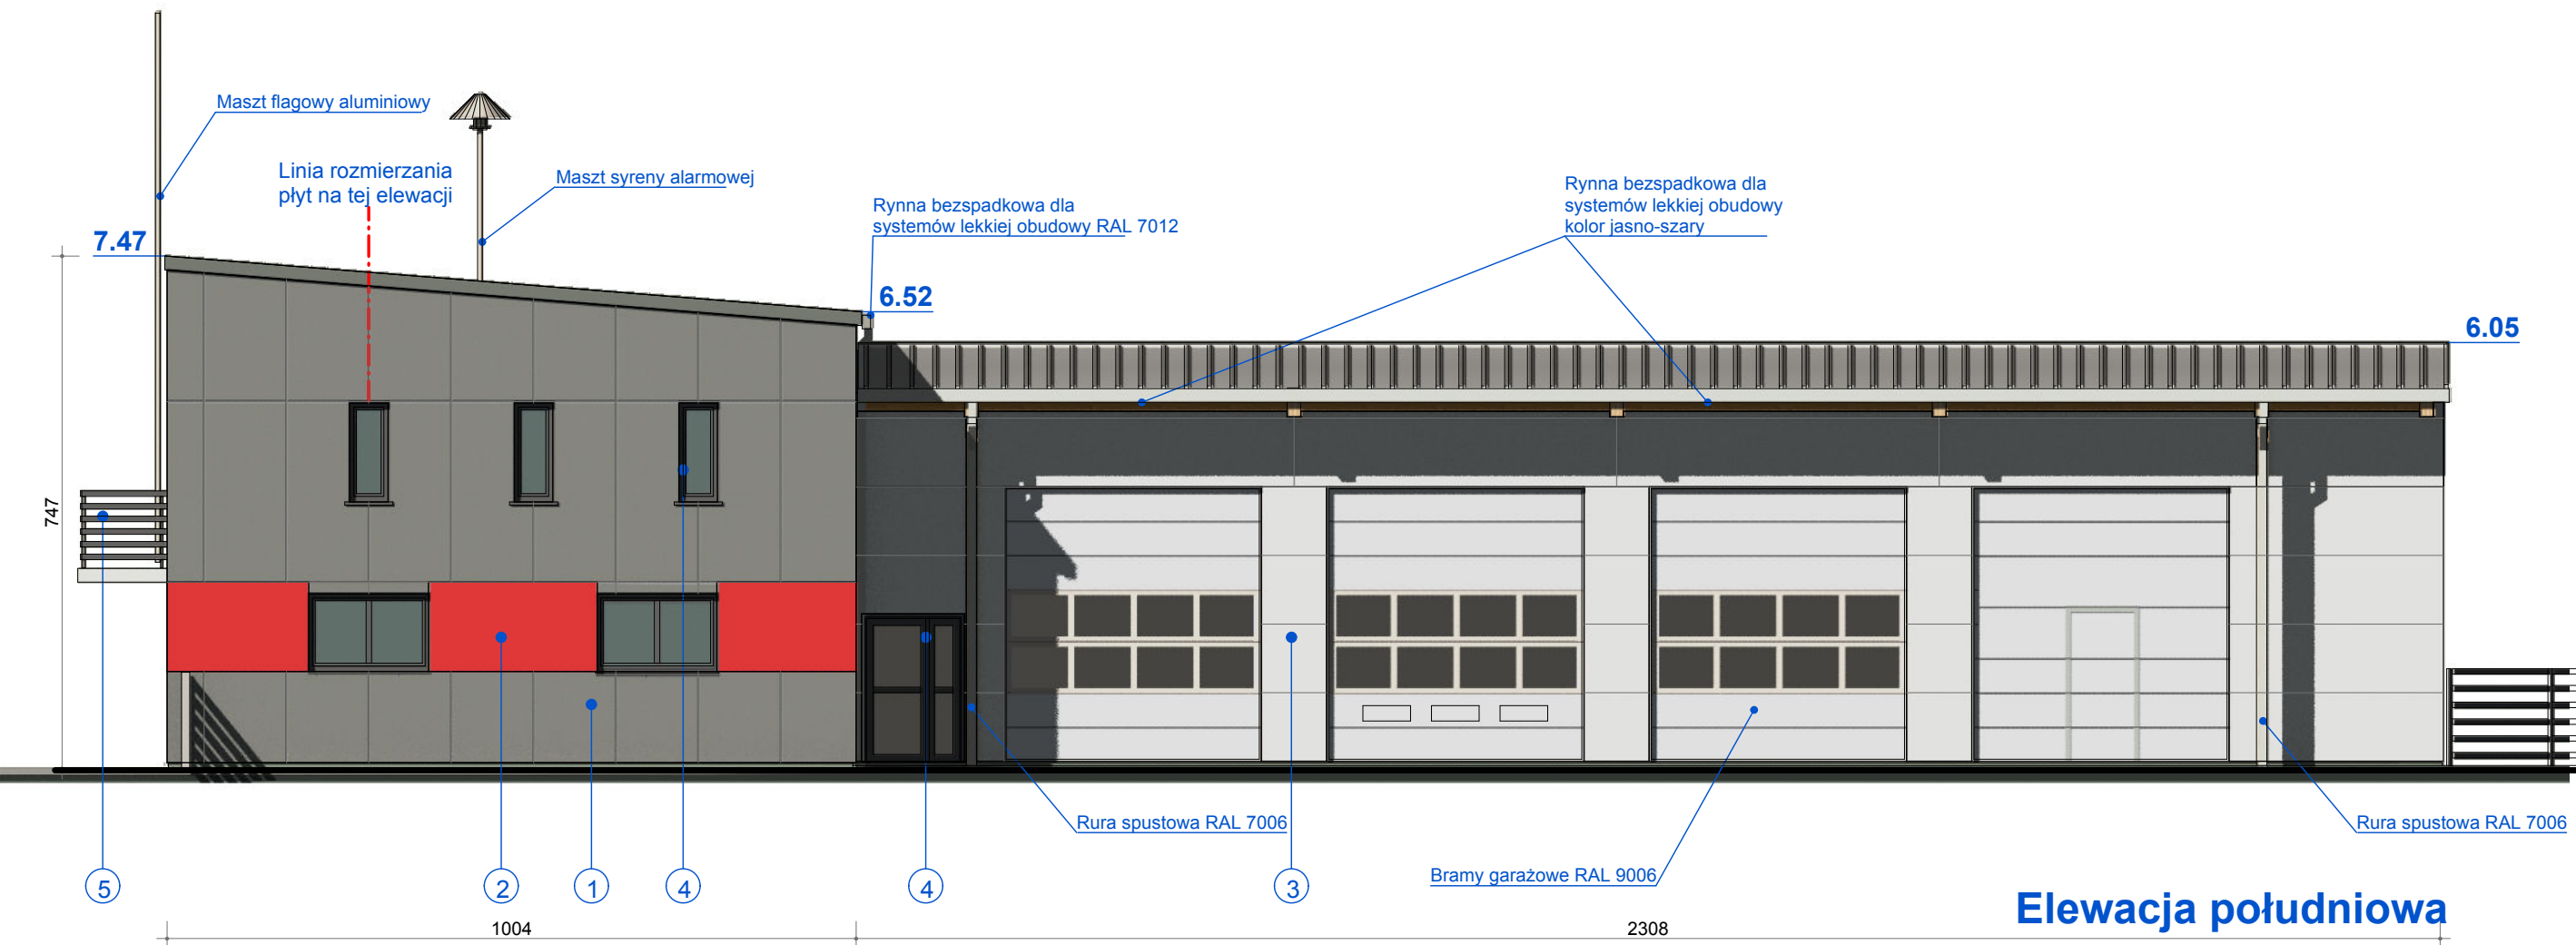 Maszt flagowy aluminiowy
Linia rozmierzania
płyt na tej elewacji
Maszt syreny alarmowej
Rynna bezspadkowa dla
systemów lekkiej obudowy RAL 7012
Rynna bezspadkowa dla
systemów lekkiej obudowy
kolor jasno-szary
7.47
6.52
6.05
747
Rura spustowa RAL 7006
Rura spustowa RAL 7006
Bramy garażowe RAL 9006
5
2
1
4
4
3
Elewacja południowa
1004
2308